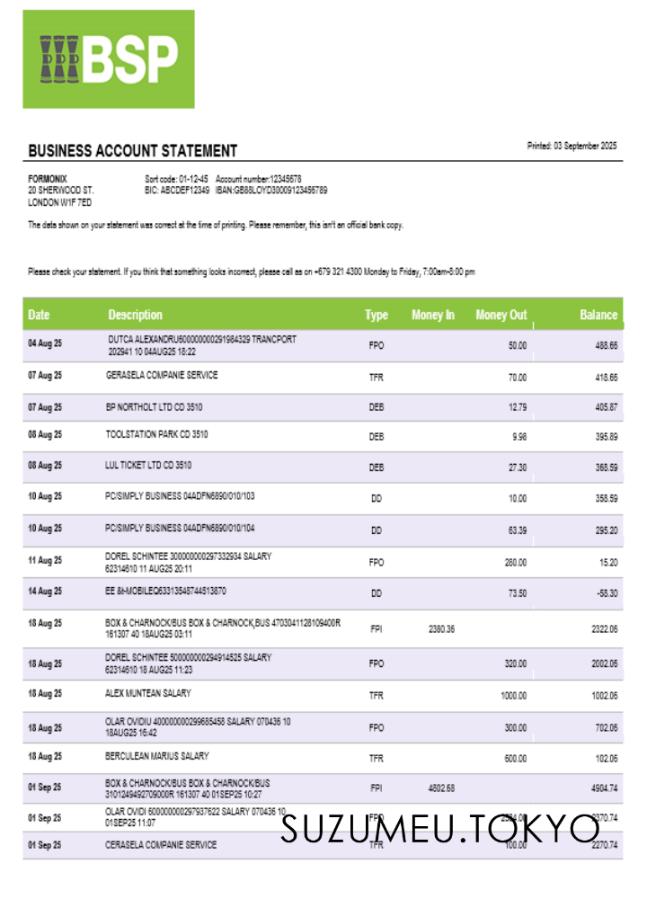 BSP
BUSINESS ACCOUNT STATEMENT
Printed: 03 September 2025
FORMONIX Sort code: 01-12-45 Account number:12345678
20 SHERWOOD ST. BIC: ABCDEF12349 IBAN:GB88LOYD30009123456789
LONDON W1F 7ED
The data shown on your statement was correct at the time of printing. Please remember, this isn't an official bank copy.
Please check your statement. If you think that something looks incorrect, please call as on +679 321 4300 Monday to Friday, 7:00am-8:00 pm
Date Description Type Money In Money Out Balance
04 Aug 25 DUTCA ALEXANDRU600000000291984329 TRANCPORT FPO 50.00 488.66
202941 10 04AUG25 18:22
07 Aug 25 GERASELA COMPANIE SERVICE TFR 70.00 418.66
07 Aug 25 BP NORTHOLT LTD CD 3510 DEB 12.79 405.87
08 Aug 25 TOOLSTATION PARK CD 3510 DEB 9.98 395.89
08 Aug 25 LUL TICKET LTD CD 3510 DEB 27.30 368.59
10 Aug 25 PC/SIMPLY BUSINESS 04ADFN6890/010/103 DD 10.00 358.59
10 Aug 25 PC/SIMPLY BUSINESS 04ADFN6890/010/104 DD 63.39 295.20
11 Aug 25 DOREL SCHINTEE 300000000297332934 SALARY FPO 280.00 15.20
62314610 11 AUG25 20:11
14 Aug 25 DD 73.50 -58.30
18 Aug 25 BOX & CHARNOCK/BUS BOX & CHARNOCK,BUS 4703041128109400R FPI 2380.36 2322.06
161307 40 18AUG25 03:11
18 Aug 25 DOREL SCHINTEE 500000000294914525 SALARY FPO 320.00 2002.06
62314610 18 AUG25 11:23
18 Aug 25 ALEX MUNTEAN SALARY TFR 1000.00 1002.06
18 Aug 25 OLAR OVIDIU 400000000299685458 SALARY 070436 10 FPO 300.00 702.06
18AUG25 16:42
18 Aug 25 BERCULEAN MARIUS SALARY TFR 600.00 102.06
01 Sep 25 BOX & CHARNOCK/BUS BOX & CHARNOCK/BUS FPI 4802.68 4904.74
3101249492709000R 161307 40 01SEP25 10:27
01 Sep 25 OLAR OVIDI 600000000297937622 SALARY 070436 10 FPO 2370.74
01SEP25 11:07
SUZUMEU.TOKYO
01 Sep 25 CERASELA COMPANIE SERVICE TFR 100.00 2270.74